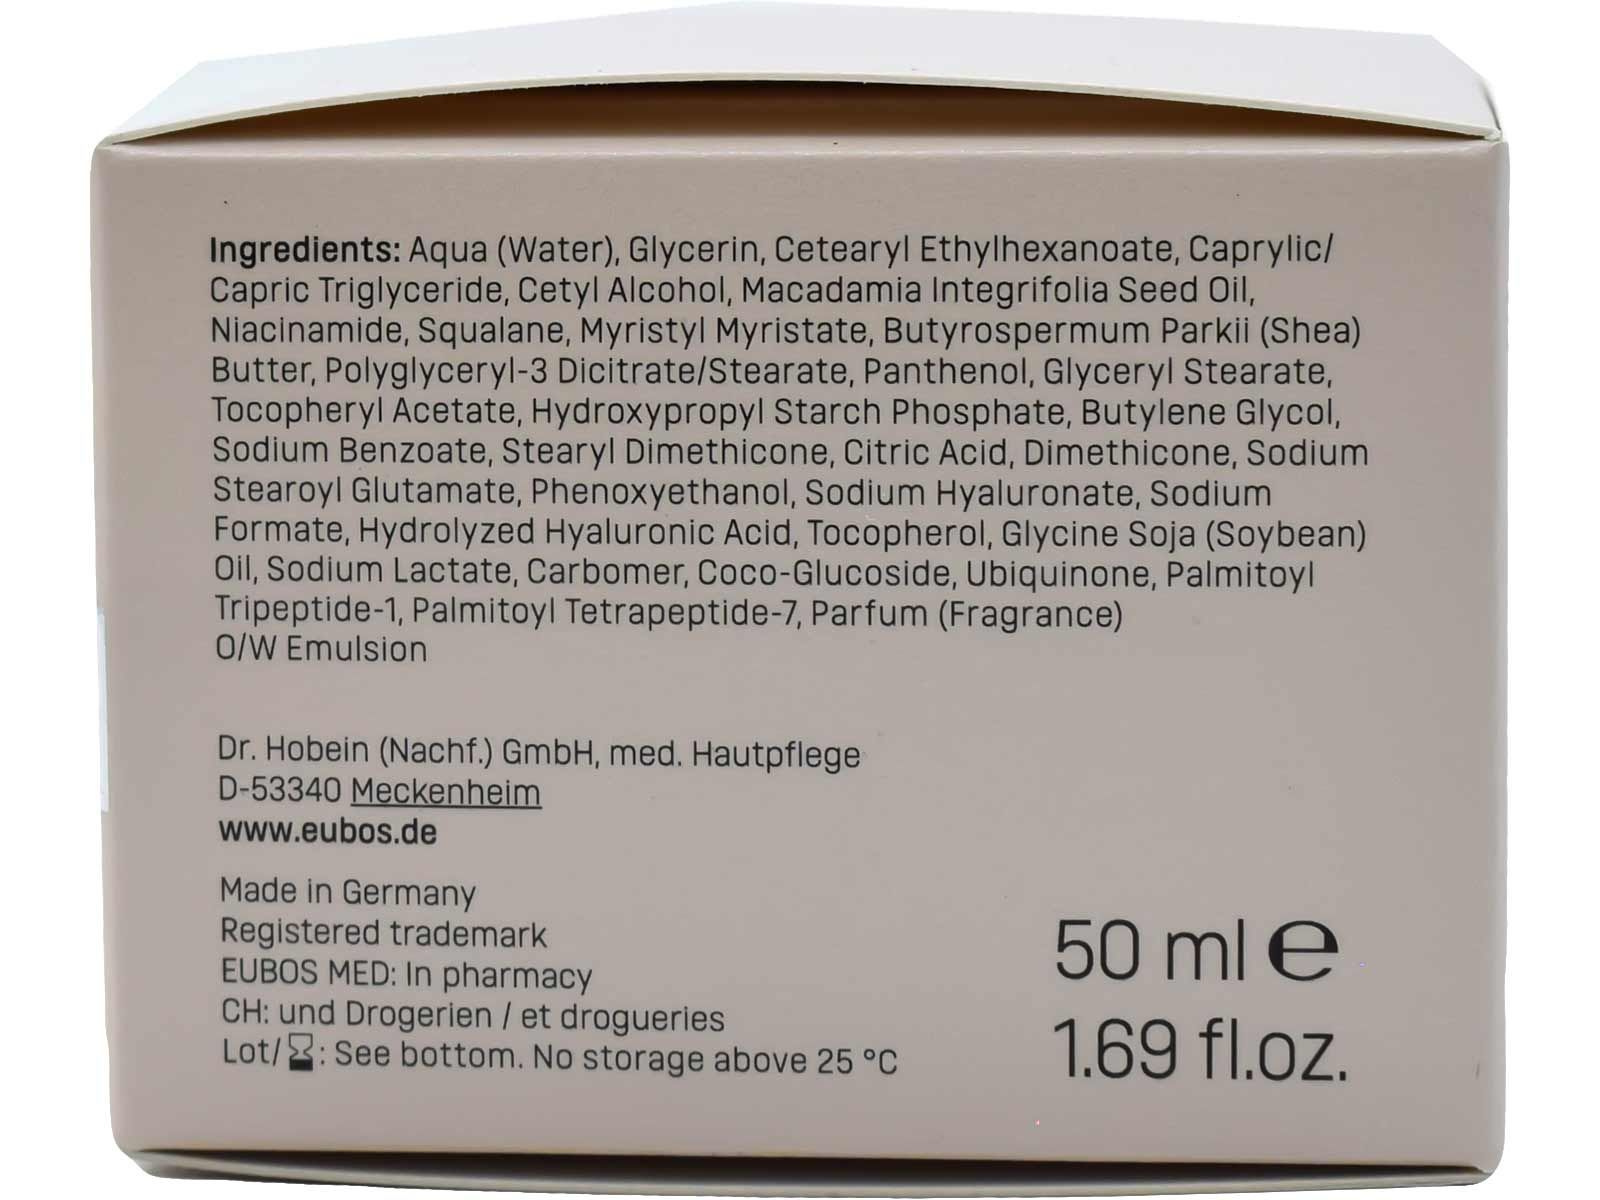 Ingredients: Aqua (Water), Glycerin, Cetearyl Ethylhexanoate, Caprylic/
Capric Triglyceride, Cetyl Alcohol, Macadamia Integrifolia Seed Oil,
Niacinamide, Squalane, Myristyl Myristate, Butyrospermum Parkii (Shea)
Butter, Polyglyceryl-3 Dicitrate/Stearate, Panthenol, Glyceryl Stearate,
Tocopheryl Acetate, Hydroxypropyl Starch Phosphate, Butylene Glycol,
Sodium Benzoate, Stearyl Dimethicone, Citric Acid, Dimethicone, Sodium
Stearoyl Glutamate, Phenoxyethanol, Sodium Hyaluronate, Sodium
Formate, Hydrolyzed Hyaluronic Acid, Tocopherol, Glycine Soja (Soybean)
Oil, Sodium Lactate, Carbomer, Coco-Glucoside, Ubiquinone, Palmitoyl
Tripeptide-1, Palmitoyl Tetrapeptide-7, Parfum (Fragrance)
O/W Emulsion
Dr. Hobein (Nachf.) GmbH, med. Hautpflege
D-53340 Meckenheim
www.eubos.de
Made in Germany
Registered trademark
EUBOS MED: In pharmacy
CH: und Drogerien / et drogueries
Lot/⌛: See bottom. No storage above 25 °C
50 ml ℮
1.69 fl.oz.